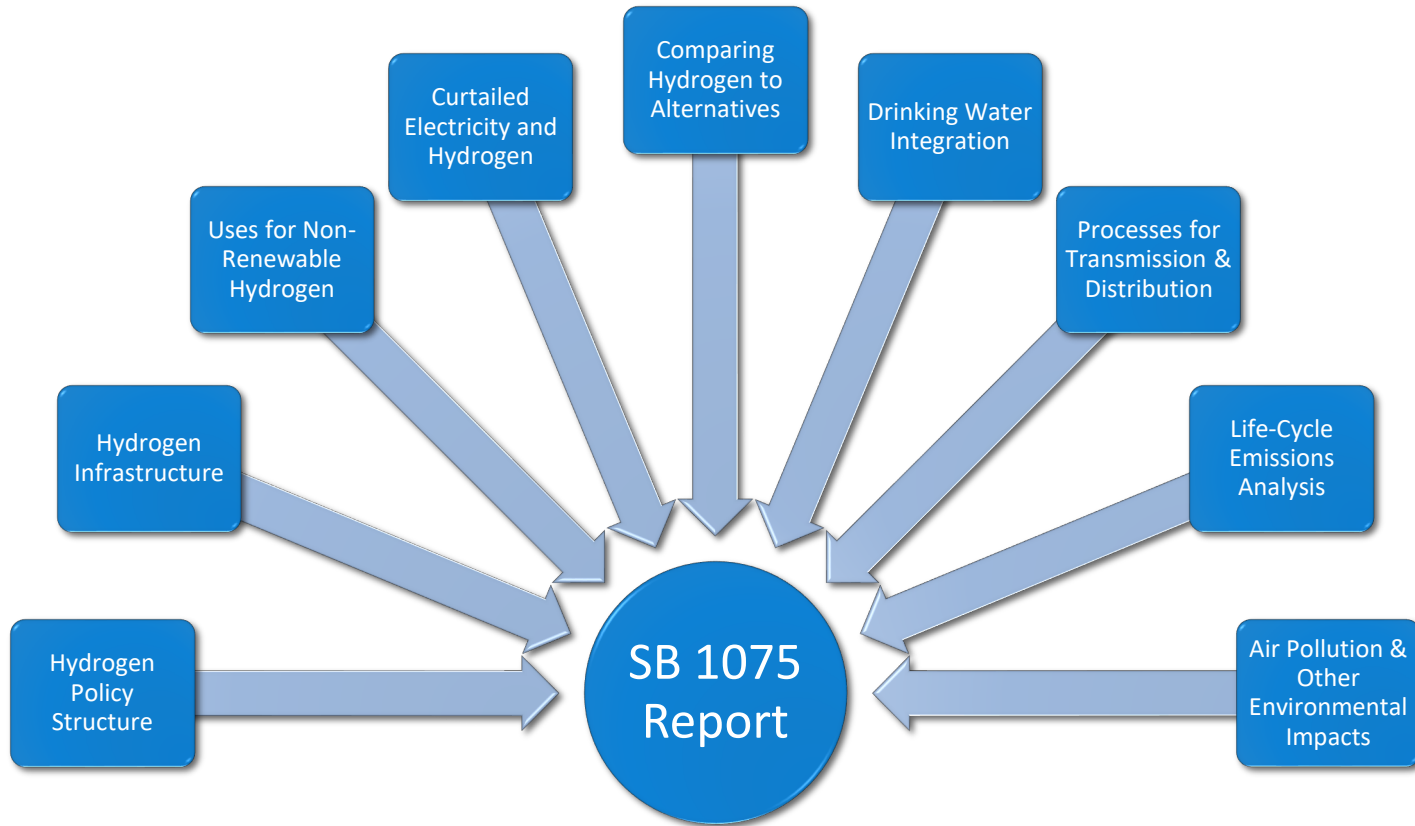 Hydrogen
Policy
Structure
Hydrogen
Infrastructure
Uses for Non-
Renewable
Hydrogen
Curtailed
Electricity and
Hydrogen
Comparing
Hydrogen to
Alternatives
Drinking Water
Integration
Processes for
Transmission &
Distribution
Life-Cycle
Emissions
Analysis
Air Pollution &
Other
Environmental
Impacts
SB 1075
Report